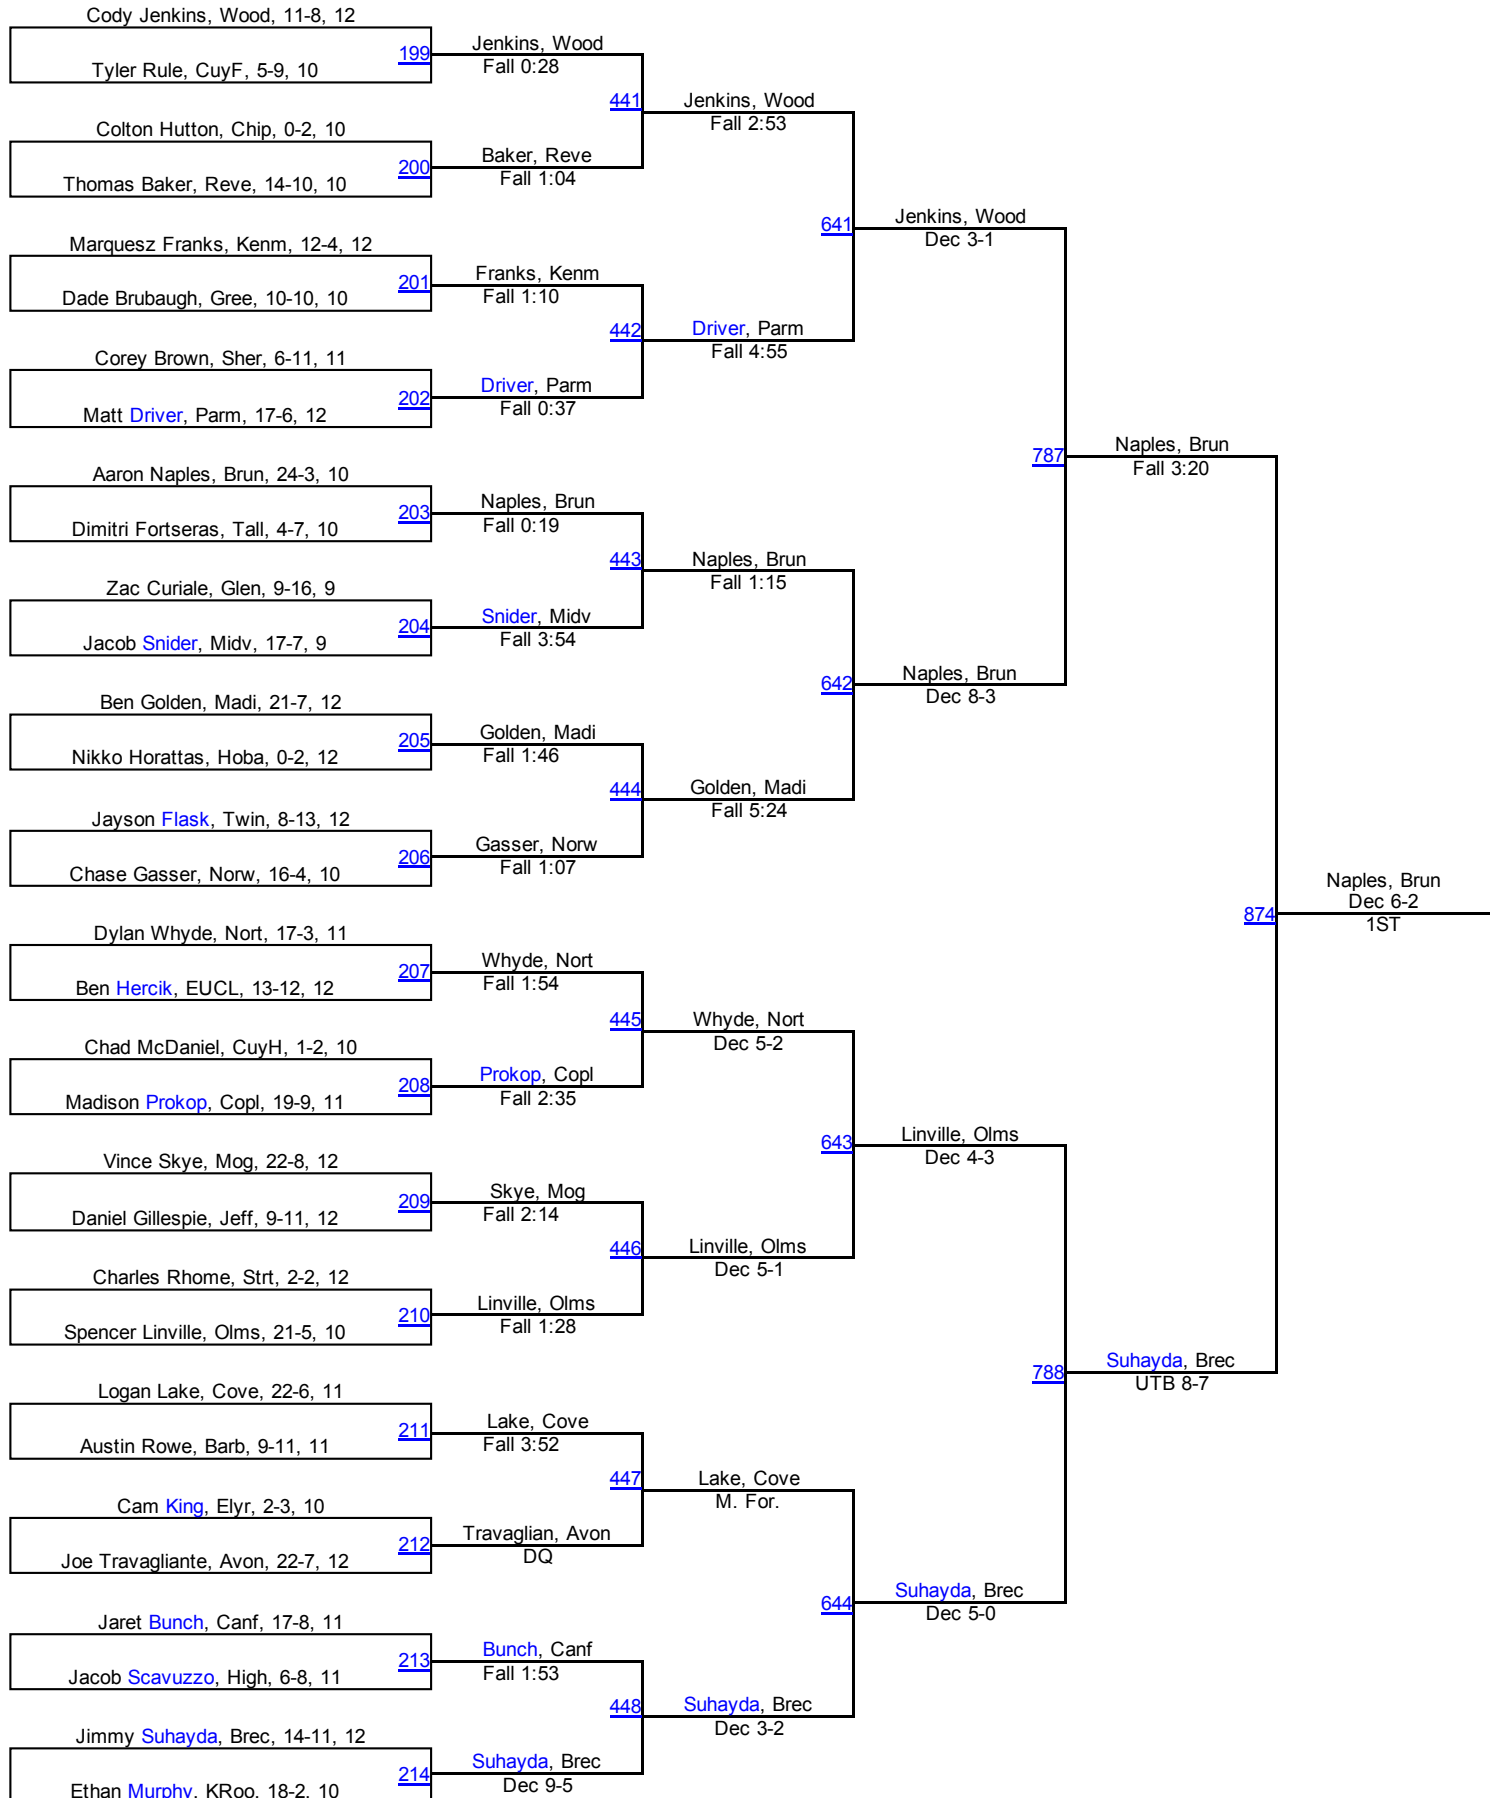 Cody Jenkins, Wood, 11-8, 12
199
Tyler Rule, CuyF, 5-9, 10
Jenkins, Wood
Fall 0:28
441
Jenkins, Wood
Fall 2:53
Colton Hutton, Chip, 0-2, 10
200
Thomas Baker, Reve, 14-10, 10
Baker, Reve
Fall 1:04
641
Jenkins, Wood
Dec 3-1
Marquesz Franks, Kenm, 12-4, 12
201
Dade Brubaugh, Gree, 10-10, 10
Franks, Kenm
Fall 1:10
442
Driver, Parm
Fall 4:55
Corey Brown, Sher, 6-11, 11
202
Matt Driver, Parm, 17-6, 12
Driver, Parm
Fall 0:37
787
Naples, Brun
Fall 3:20
Aaron Naples, Brun, 24-3, 10
203
Dimitri Fortseras, Tall, 4-7, 10
Naples, Brun
Fall 0:19
443
Naples, Brun
Fall 1:15
Zac Curiale, Glen, 9-16, 9
204
Jacob Snider, Midv, 17-7, 9
Snider, Midv
Fall 3:54
642
Naples, Brun
Dec 8-3
Ben Golden, Madi, 21-7, 12
205
Nikko Horattas, Hoba, 0-2, 12
Golden, Madi
Fall 1:46
444
Golden, Madi
Fall 5:24
Jayson Flask, Twin, 8-13, 12
206
Chase Gasser, Norw, 16-4, 10
Gasser, Norw
Fall 1:07
874
Naples, Brun
Dec 6-2
1ST
Dylan Whyde, Nort, 17-3, 11
207
Ben Hercik, EUCL, 13-12, 12
Whyde, Nort
Fall 1:54
445
Whyde, Nort
Dec 5-2
Chad McDaniel, CuyH, 1-2, 10
208
Madison Prokop, Copl, 19-9, 11
Prokop, Copl
Fall 2:35
643
Linville, Olms
Dec 4-3
Vince Skye, Mog, 22-8, 12
209
Daniel Gillespie, Jeff, 9-11, 12
Skye, Mog
Fall 2:14
446
Linville, Olms
Dec 5-1
Charles Rhome, Strt, 2-2, 12
210
Spencer Linville, Olms, 21-5, 10
Linville, Olms
Fall 1:28
788
Suhayda, Brec
UTB 8-7
Logan Lake, Cove, 22-6, 11
211
Austin Rowe, Barb, 9-11, 11
Lake, Cove
Fall 3:52
447
Lake, Cove
M. For.
Cam King, Elyr, 2-3, 10
212
Joe Travagliante, Avon, 22-7, 12
Travaglian, Avon
DQ
644
Suhayda, Brec
Dec 5-0
Jaret Bunch, Canf, 17-8, 11
213
Jacob Scavuzzo, High, 6-8, 11
Bunch, Canf
Fall 1:53
448
Suhayda, Brec
Dec 3-2
Jimmy Suhayda, Brec, 14-11, 12
214
Ethan Murphy, KRoo, 18-2, 10
Suhayda, Brec
Dec 9-5